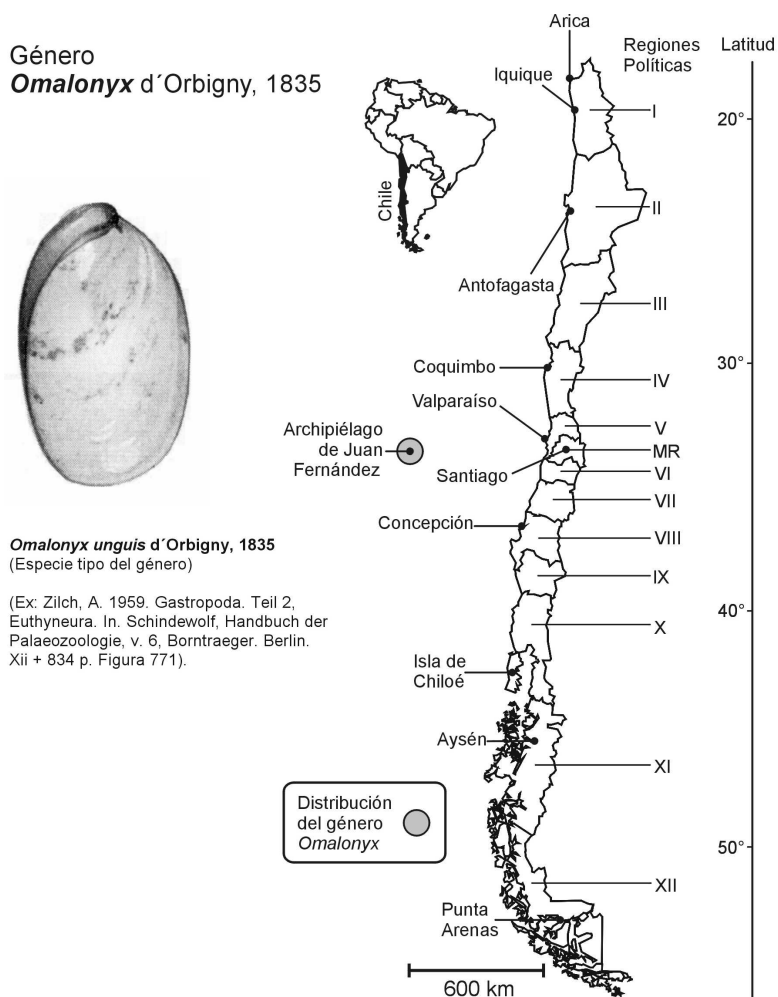 Género
Omalonyx d´Orbigny, 1835
Omalonyx unguis d´Orbigny, 1835
(Especie tipo del género)
(Ex: Zilch, A. 1959. Gastropoda. Teil 2,
Euthyneura. In. Schindewolf, Handbuch der
Palaeozoologie, v. 6, Borntraeger. Berlin.
Xii + 834 p. Figura 771).
Chile
Arica
Iquique
Antofagasta
Coquimbo
Valparaíso
Archipiélago
de Juan
Fernández
Santiago
Concepción
Isla de
Chiloé
Aysén
Punta
Arenas
Regiones
Políticas
I
II
III
IV
V
MR
VI
VII
VIII
IX
X
XI
XII
Latitud
20°
30°
40°
50°
Distribución
del género
Omalonyx
600 km